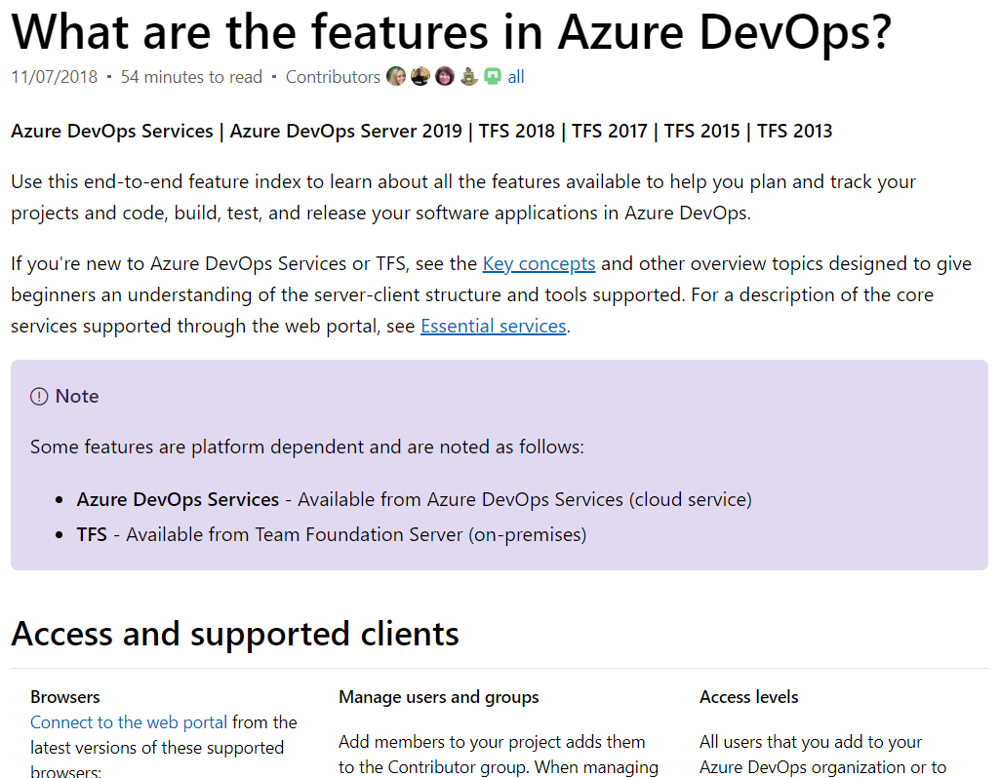 What are the features in Azure DevOps?
11/07/2018 • 54 minutes to read • Contributors all
Azure DevOps Services | Azure DevOps Server 2019 | TFS 2018 | TFS 2017 | TFS 2015 | TFS 2013
Use this end-to-end feature index to learn about all the features available to help you plan and track your
projects and code, build, test, and release your software applications in Azure DevOps.
If you're new to Azure DevOps Services or TFS, see the Key concepts and other overview topics designed to give
beginners an understanding of the server-client structure and tools supported. For a description of the core
services supported through the web portal, see Essential services.
Note
Some features are platform dependent and are noted as follows:
• Azure DevOps Services - Available from Azure DevOps Services (cloud service)
• TFS - Available from Team Foundation Server (on-premises)
Access and supported clients
Browsers
Connect to the web portal from the
latest versions of these supported
browsers:
Manage users and groups
Add members to your project adds them
to the Contributor group. When managing
Access levels
All users that you add to your
Azure DevOps organization or to